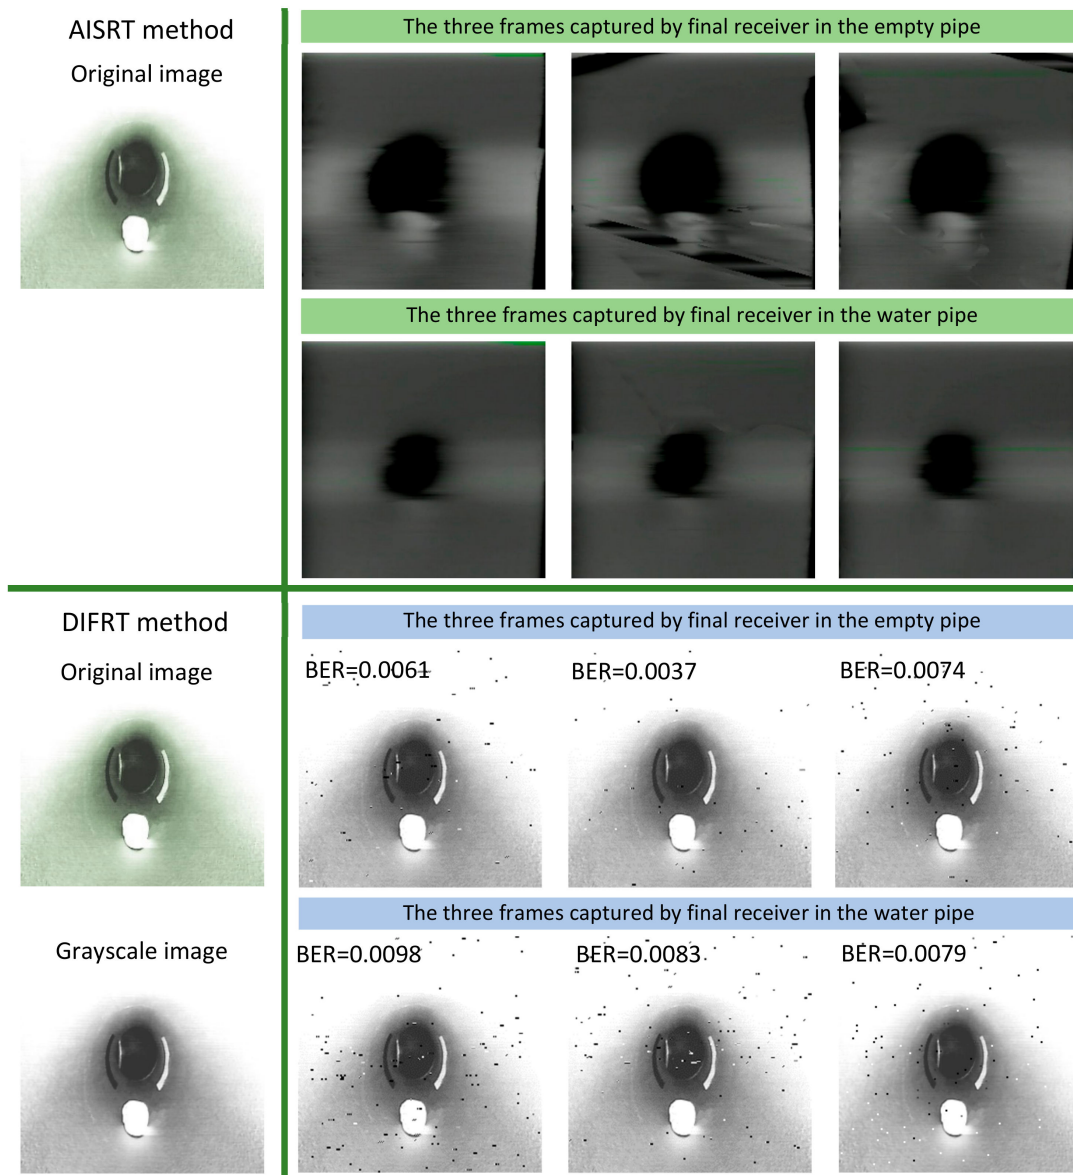 AISRT method
Original image
The three frames captured by final receiver in the empty pipe
The three frames captured by final receiver in the water pipe
DIFRT method
Original image
The three frames captured by final receiver in the empty pipe
BER=0.0061
BER=0.0037
BER=0.0074
Grayscale image
The three frames captured by final receiver in the water pipe
BER=0.0098
BER=0.0083
BER=0.0079